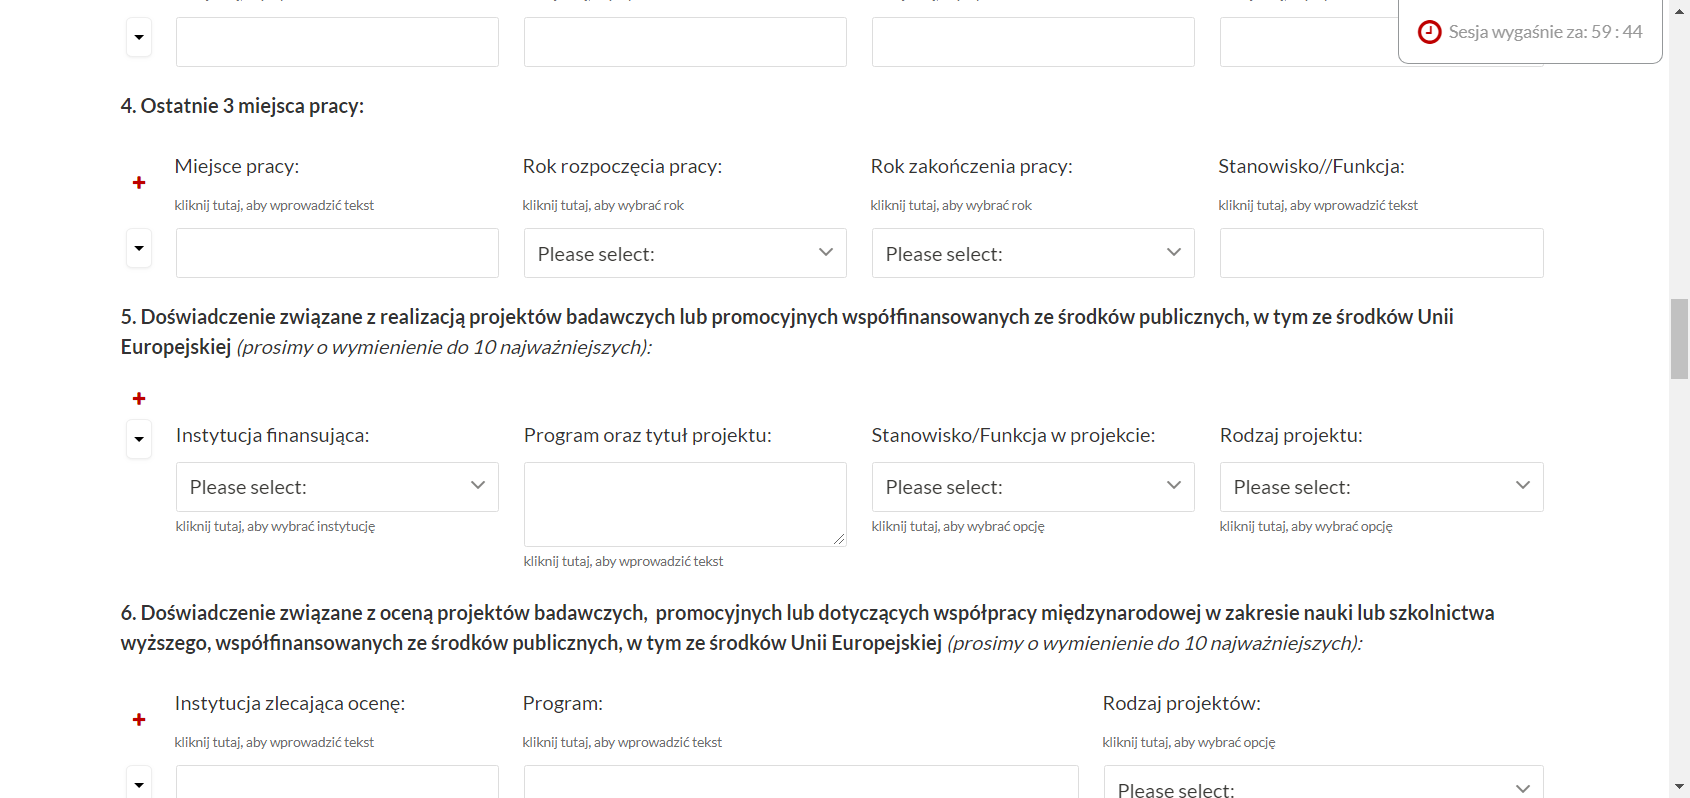 Sesja wygaśnie za: 59 : 44
4. Ostatnie 3 miejsca pracy:
Miejsce pracy: Rok rozpoczęcia pracy: Rok zakończenia pracy: Stanowisko//Funkcja:
kliknij tutaj, aby wprowadzić tekst kliknij tutaj, aby wybrać rok kliknij tutaj, aby wybrać rok kliknij tutaj, aby wprowadzić tekst
Please select: Please select:
5. Doświadczenie związane z realizacją projektów badawczych lub promocyjnych współfinansowanych ze środków publicznych, w tym ze środków Unii
Europejskiej (prosimy o wymienienie do 10 najważniejszych):
Instytucja finansująca: Program oraz tytuł projektu: Stanowisko/Funkcja w projekcie: Rodzaj projektu:
Please select: Please select: Please select:
kliknij tutaj, aby wybrać instytucję kliknij tutaj, aby wybrać opcję kliknij tutaj, aby wybrać opcję
kliknij tutaj, aby wprowadzić tekst
6. Doświadczenie związane z oceną projektów badawczych, promocyjnych lub dotyczących współpracy międzynarodowej w zakresie nauki lub szkolnictwa
wyższego, współfinansowanych ze środków publicznych, w tym ze środków Unii Europejskiej (prosimy o wymienienie do 10 najważniejszych):
Instytucja zlecająca ocenę: Program: Rodzaj projektów:
kliknij tutaj, aby wprowadzić tekst kliknij tutaj, aby wprowadzić tekst kliknij tutaj, aby wybrać opcję
Please select: